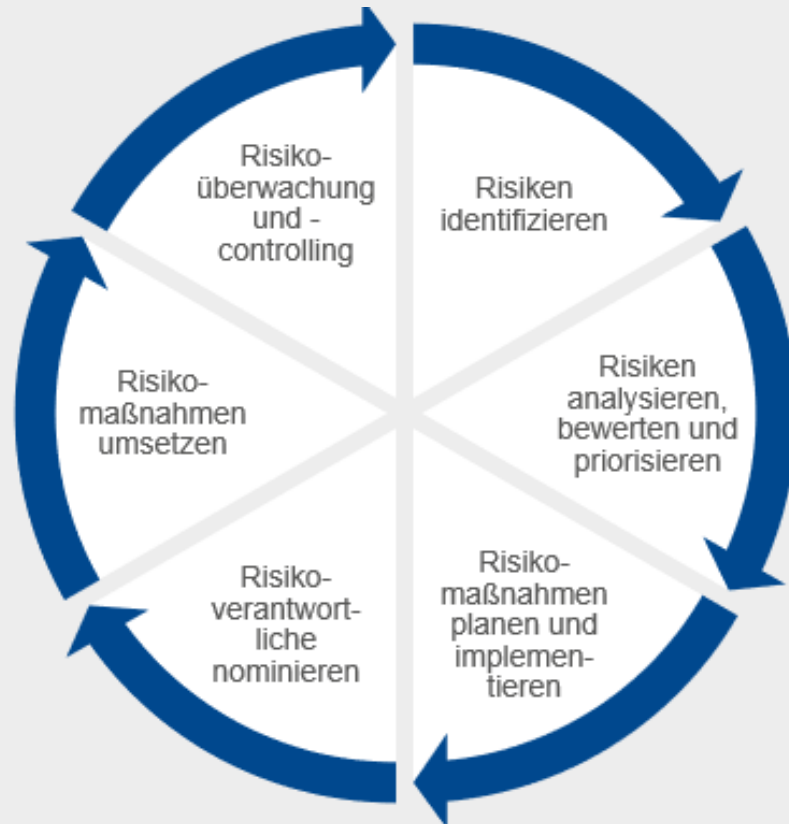 Risiken
identifizieren
Risiken
analysieren,
bewerten und
priorisieren
Risiko-
maßnahmen
planen und
implemen-
tieren
Risiko-
verantwort-
liche
nominieren
Risiko-
maßnahmen
umsetzen
Risiko-
überwachung
und -
controlling